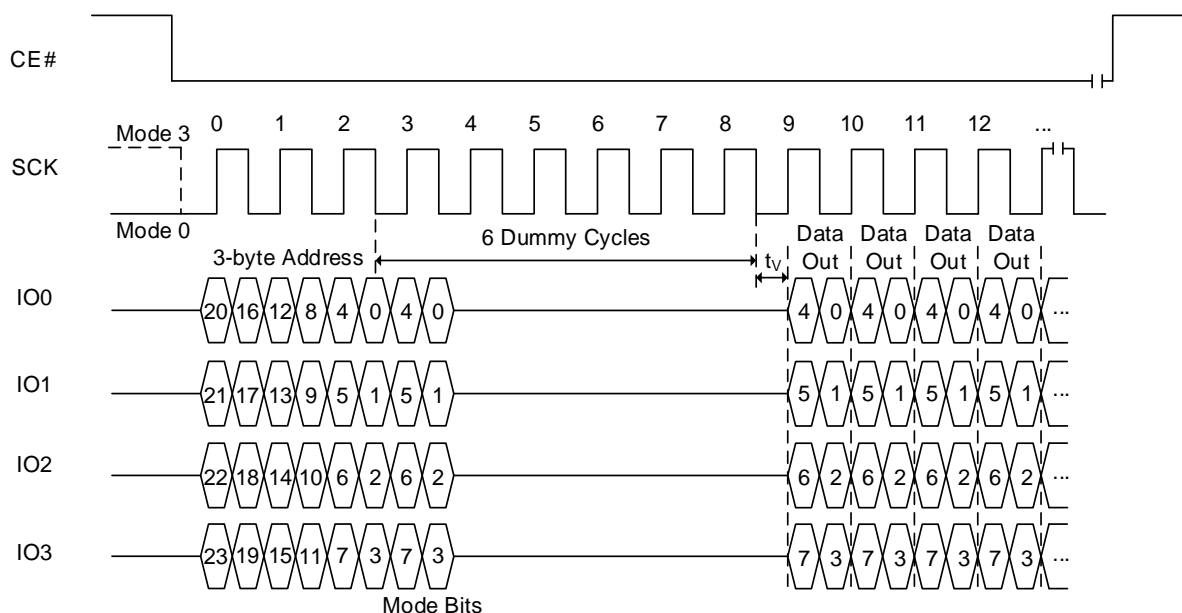 CE#
0 1 2 3 4 5 6 7 8 9 10 11 12 ...
Mode 3
SCK
Mode 0
6 Dummy Cycles
Data Data Data Data
3-byte Address
tV
Out Out Out Out
IO0
20 16 12 8 4 0 4 0 4 0 4 0 4 0 4 0 ...
IO1
21 17 13 9 5 1 5 1 5 1 5 1 5 1 5 1 ...
IO2
22 18 14 10 6 2 6 2 6 2 6 2 6 2 6 2 ...
IO3
23 19 15 11 7 3 7 3 7 3 7 3 7 3 7 3 ...
Mode Bits